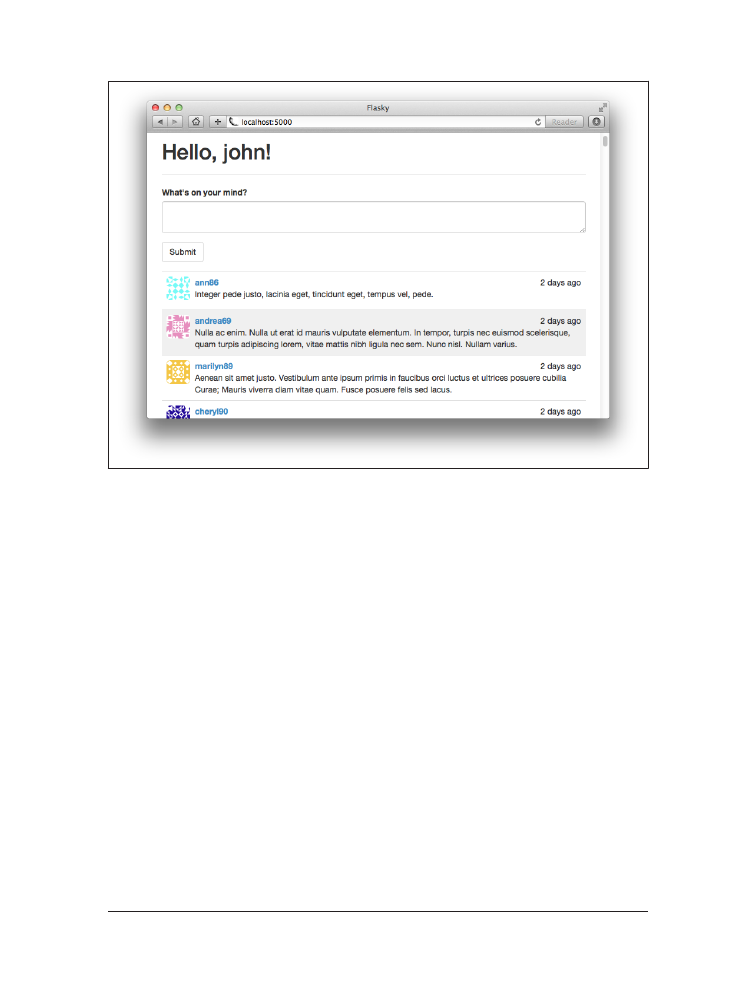 Flasky
localhost:5000
Reader
Hello, john!
What's on your mind?
Submit
ann86
2 days ago
Integer pede justo, lacinia eget, tincidunt eget, tempus vel, pede.
andrea69
2 days ago
Nulla ac enim. Nulla ut erat id mauris vulputate elementum. In tempor, turpis nec euismod scelerisque,
quam turpis adipiscing lorem, vitae mattis nibh ligula nec sem. Nunc nisl. Nullam varius.
marilyn89
2 days ago
Aenean sit amet justo. Vestibulum ante ipsum primis in faucibus orci luctus et ultrices posuere cubilia
Curae; Mauris viverra diam vitae quam. Fusce posuere felis sed lacus.
cheryl90
2 days ago